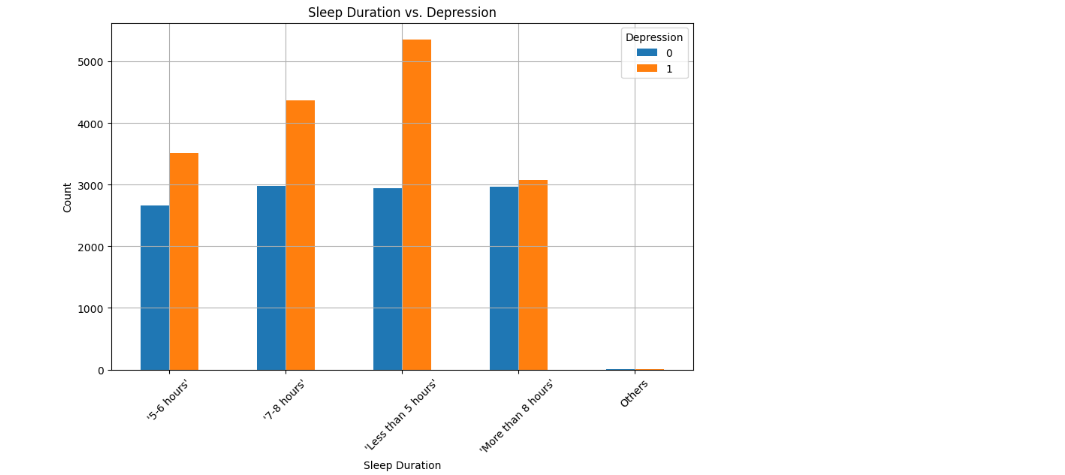 Sleep Duration vs. Depression
Depression
0
1
5000
4000
3000
2000
1000
0
Count
'5-6 hours'
'7-8 hours'
'Less than 5 hours'
'More than 8 hours'
Others
Sleep Duration